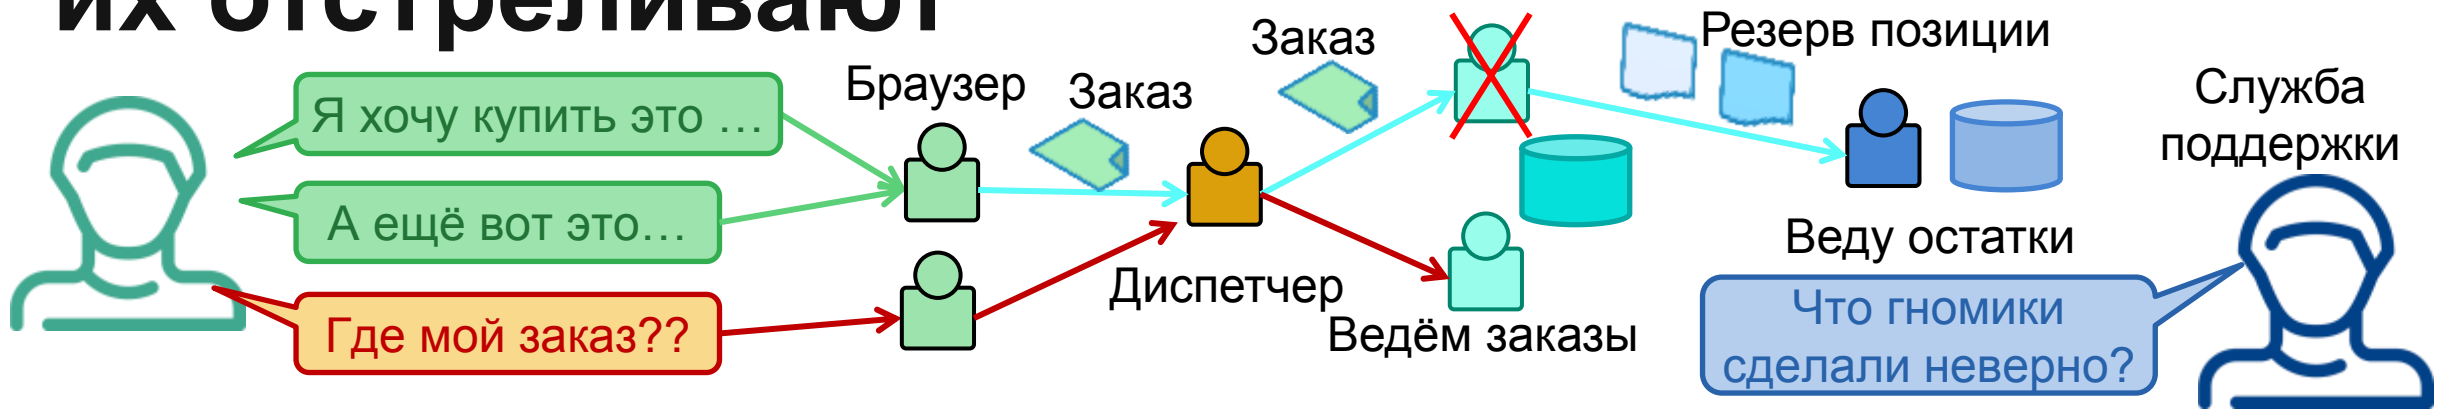 их отстреливают
Я хочу купить это …
А ещё вот это…
Где мой заказ??
Браузер
Заказ
Диспетчер
Заказ
Ведём заказы
Резерв позиции
Веду остатки
Служба
поддержки
Что гномики
сделали неверно?